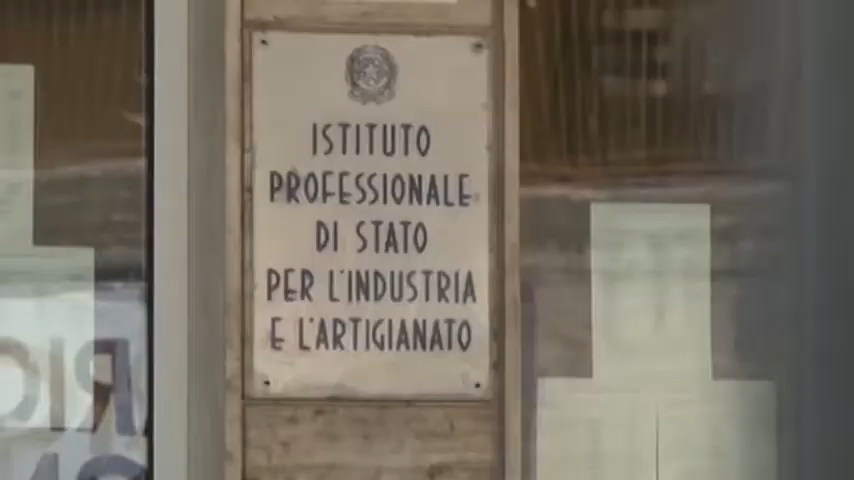 ISTITUTO
PROFESSIONALE
DI STATO
PER L'INDUSTRIA
E L'ARTIGIANATO